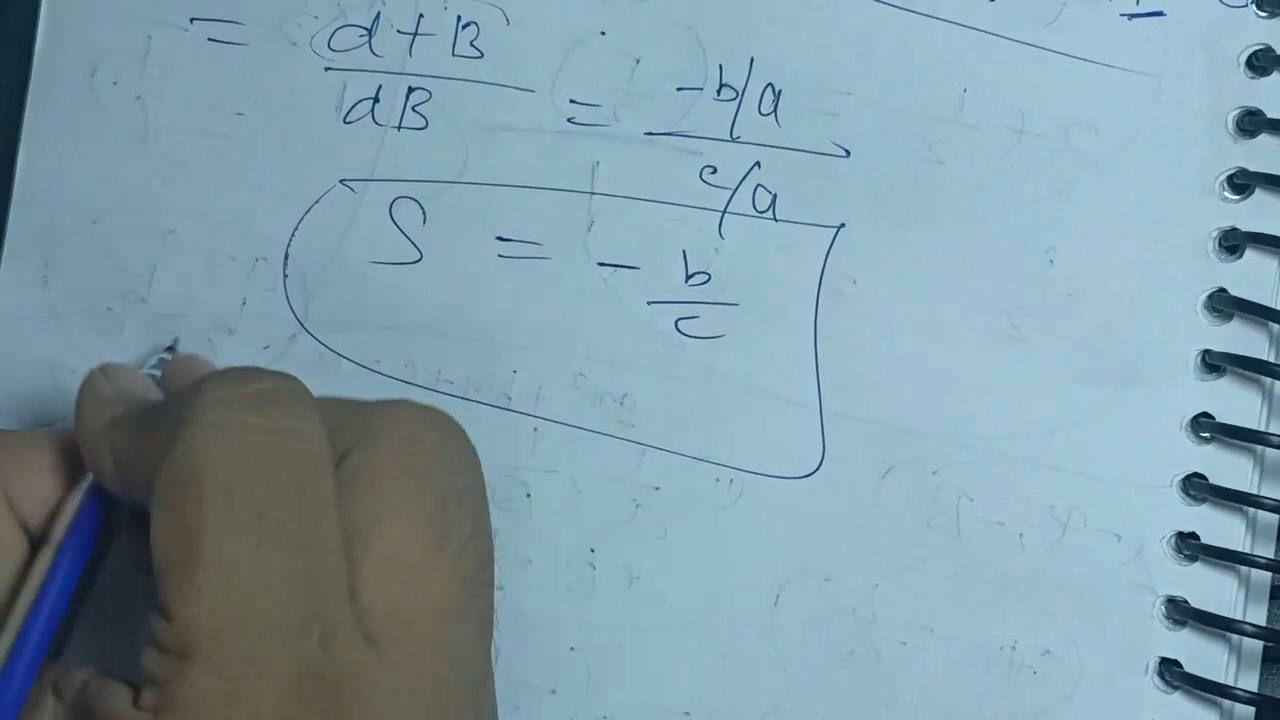 = α+β / αβ = -b/a / c/a
S = - b/c